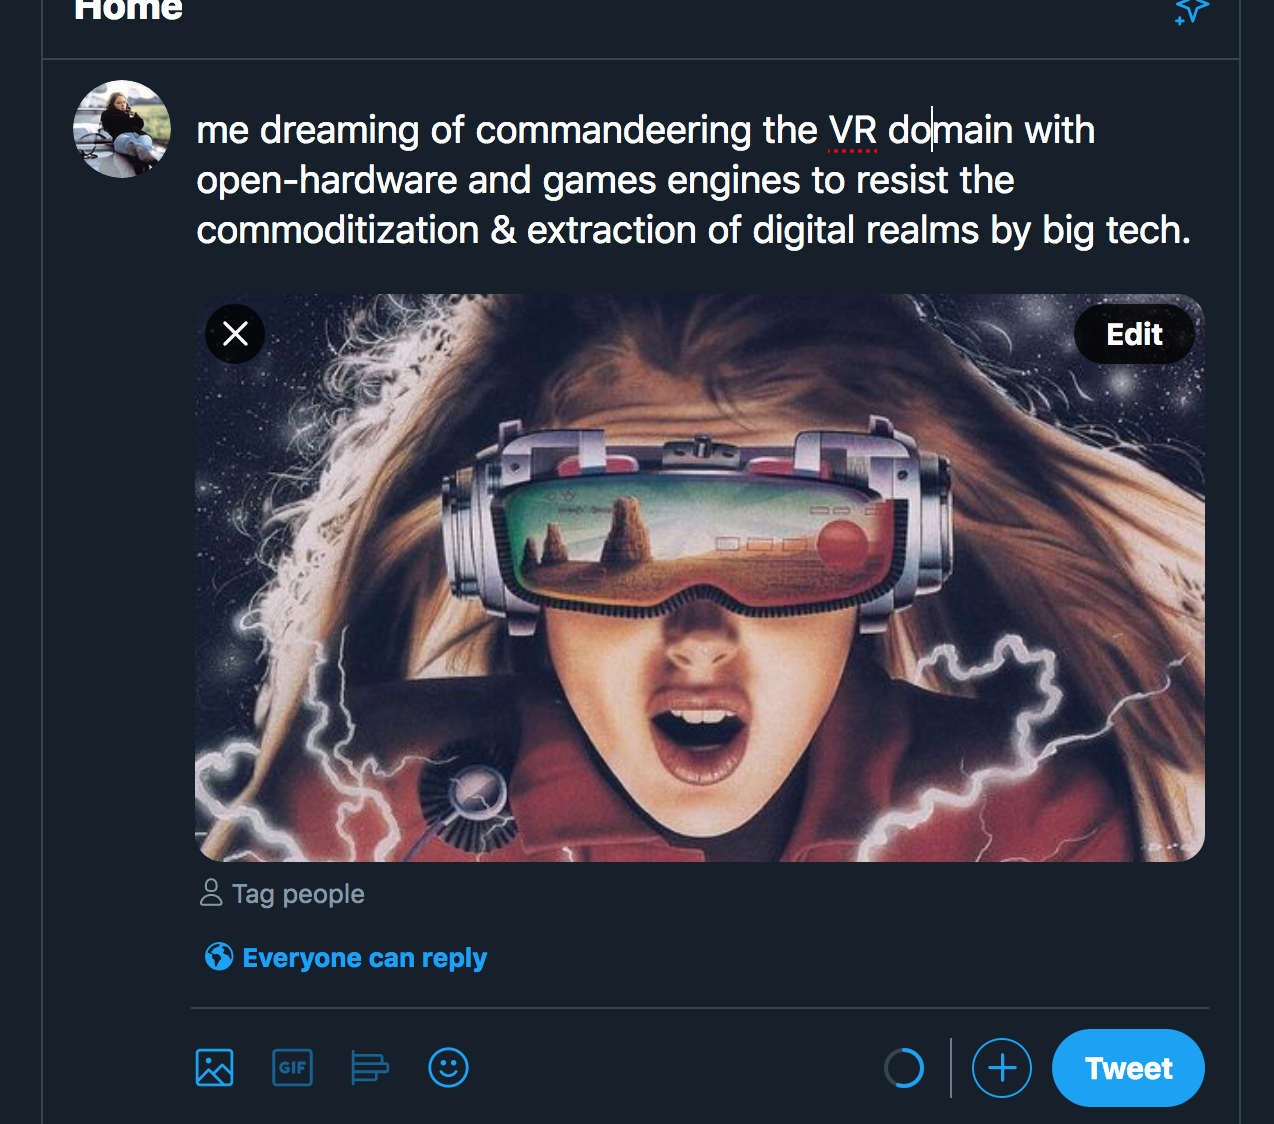 Home
me dreaming of commandeering the VR domain with
open-hardware and games engines to resist the
commoditization & extraction of digital realms by big tech.
Edit
Tag people
Everyone can reply
GIF
Tweet